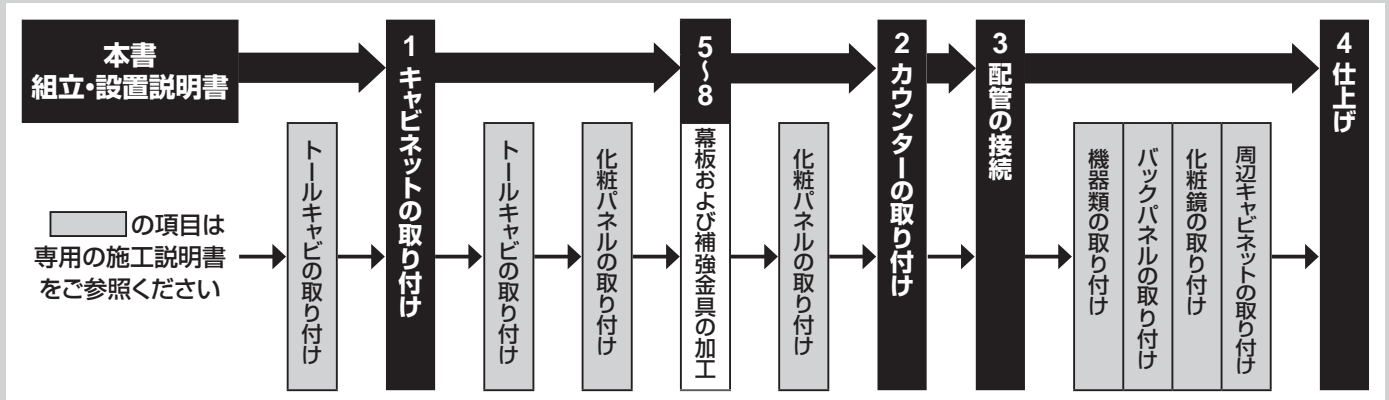 本書
組立・設置説明書
の項目は
専用の施工説明書
をご参照ください
トールキャビの取り付け
1 キャビネットの取り付け
トールキャビの取り付け
化粧パネルの取り付け
5〜8
幕板および補強金具の加工
化粧パネルの取り付け
2 カウンターの取り付け
3 配管の接続
機器類の取り付け
バックパネルの取り付け
化粧鏡の取り付け
周辺キャビネットの取り付け
4 仕上げ